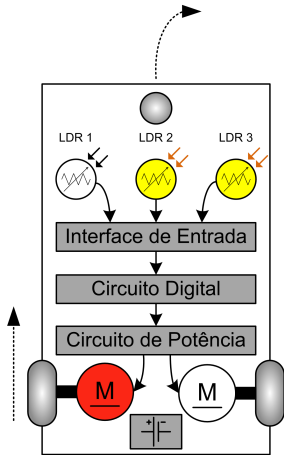 LDR 1 LDR 2 LDR 3
Interface de Entrada
Circuito Digital
Circuito de Potência
M M
+ -